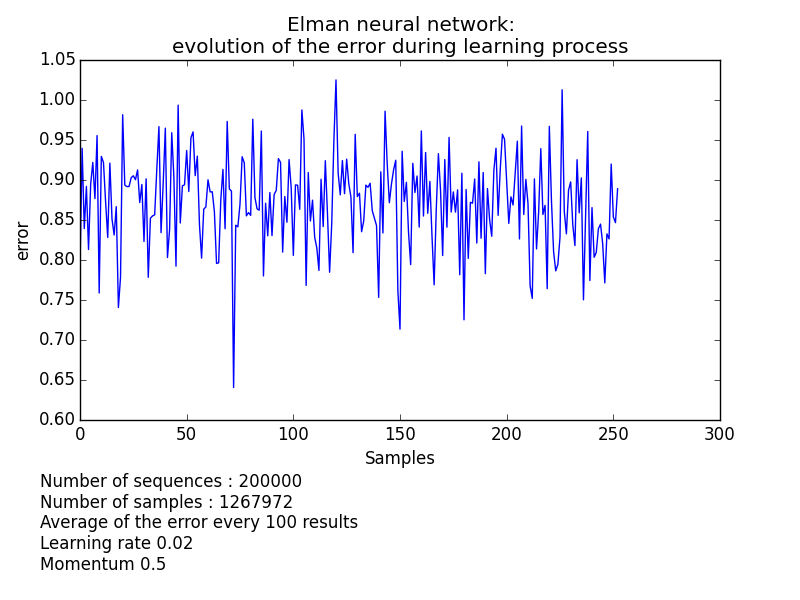 Elman neural network:
evolution of the error during learning process
1.05
1.00
0.95
0.90
0.85
0.80
0.75
0.70
0.65
0.60
error
0 50 100 150 200 250 300
Samples
Number of sequences : 200000
Number of samples : 1267972
Average of the error every 100 results
Learning rate 0.02
Momentum 0.5